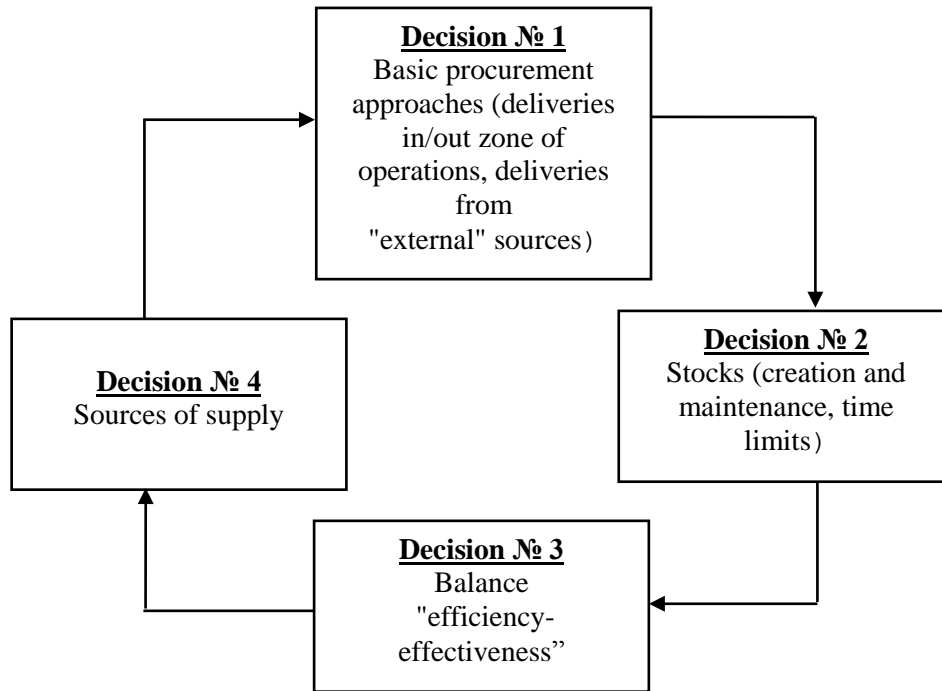 Decision № 1
Basic procurement
approaches (deliveries
in/out zone of
operations, deliveries
from
"external" sources)
Decision № 2
Stocks (creation and
maintenance, time
limits)
Decision № 3
Balance
"efficiency-
effectiveness”
Decision № 4
Sources of supply